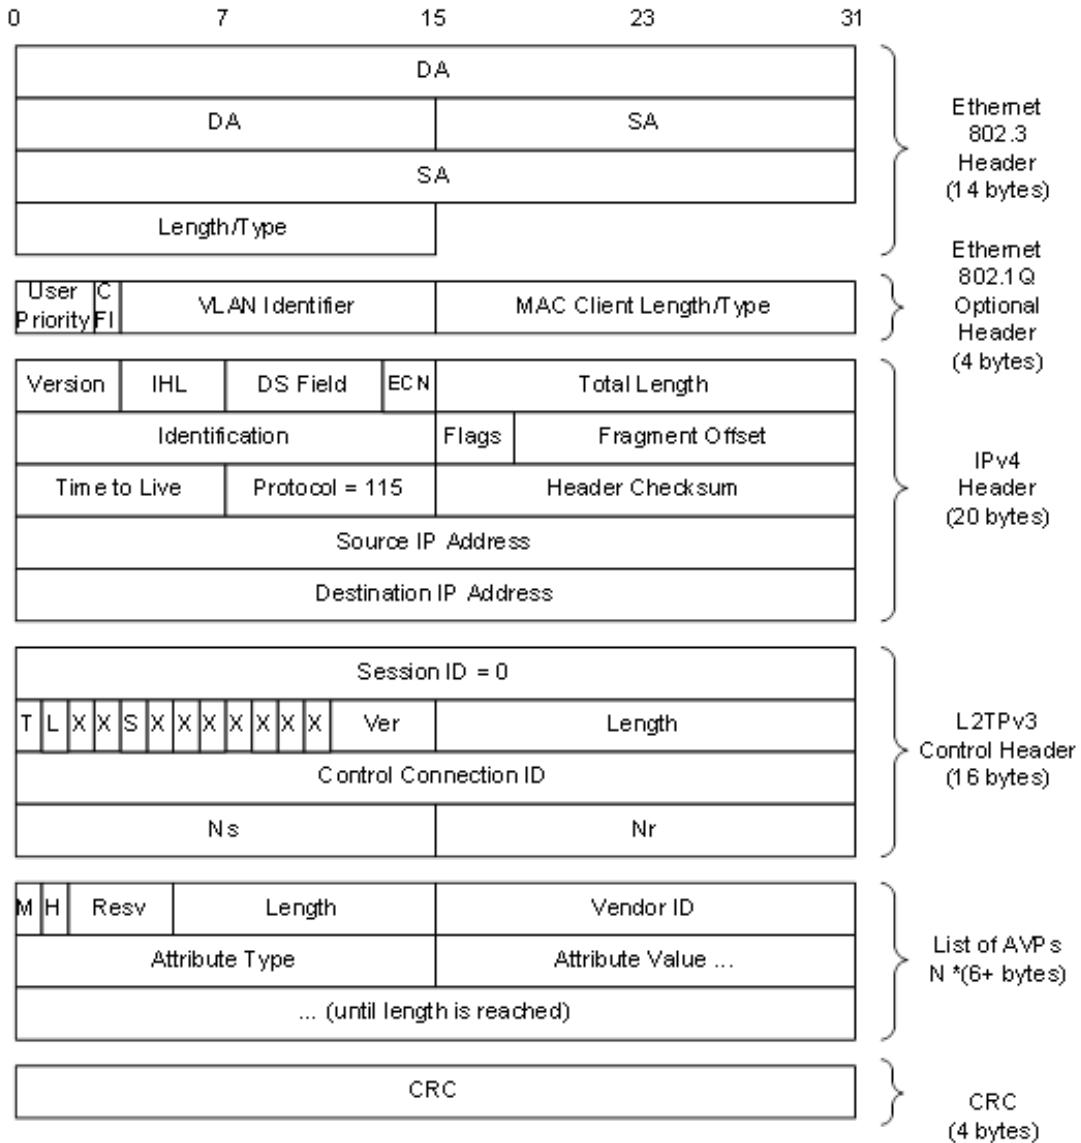 0 7 15 23 31
DA
DA SA
SA
Length/Type
Ethernet
802.3
Header
(14 bytes)
User
Priority
C
FI
VLAN Identifier
MAC Client Length/Type
Ethernet
802.1Q
Optional
Header
(4 bytes)
Version IHL DS Field ECN Total Length
Identification Flags Fragment Offset
Time to Live Protocol = 115 Header Checksum
Source IP Address
Destination IP Address
IPv4
Header
(20 bytes)
Session ID = 0
T L X X S X X X X X X X Ver Length
Control Connection ID
Ns Nr
L2TPv3
Control Header
(16 bytes)
M H Resv Length Vendor ID
Attribute Type Attribute Value ...
... (until length is reached)
List of AVPs
N *(6+ bytes)
CRC
CRC
(4 bytes)